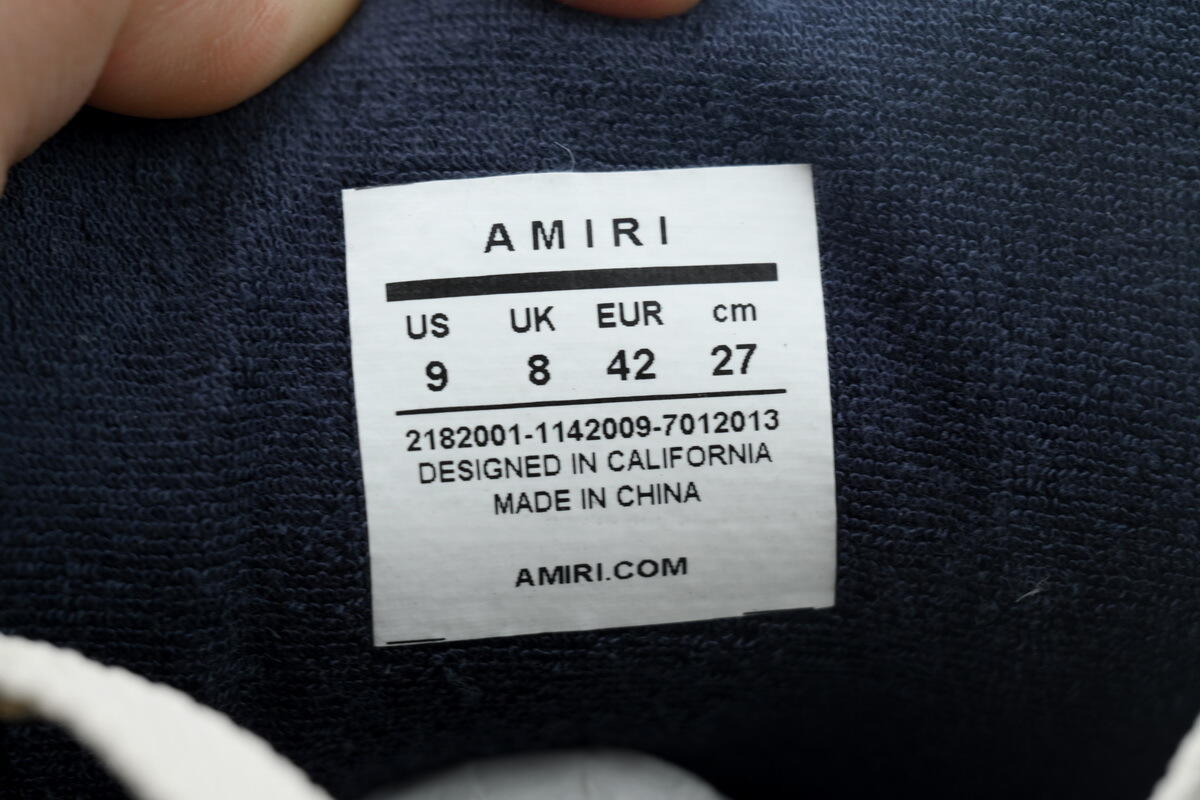 AMIRI
US UK EUR cm
9 8 42 27
2182001-1142009-7012013
DESIGNED IN CALIFORNIA
MADE IN CHINA
AMIRI.COM